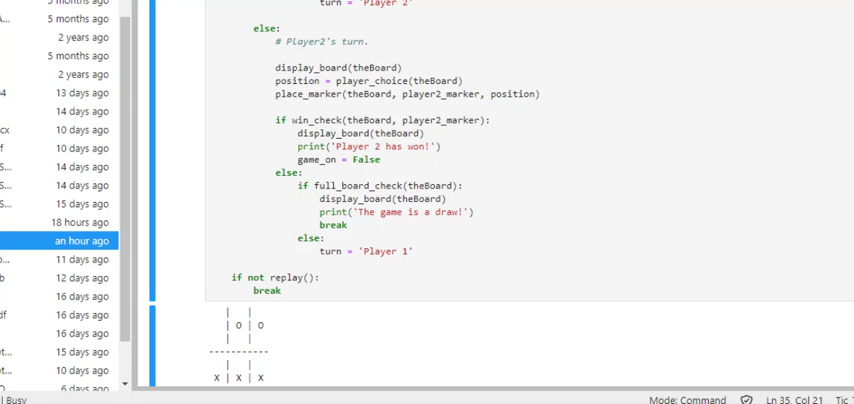 5 months ago
turn = 'Player 2'
A...
5 months ago
2 years ago
else:
5 months ago
# Player2's turn.
2 years ago
display_board(theBoard)
position = player_choice(theBoard)
o4
13 days ago
place_marker(theBoard, player2_marker, position)
14 days ago
cx
10 days ago
if win_check(theBoard, player2_marker):
display_board(theBoard)
f
10 days ago
print('Player 2 has won!')
S...
14 days ago
game_on = False
else:
S...
14 days ago
if full_board_check(theBoard):
S...
15 days ago
display_board(theBoard)
print('The game is a draw!')
18 hours ago
break
an hour ago
else:
turn = 'Player 1'
11 days ago
b
12 days ago
if not replay():
break
16 days ago
df
16 days ago
| |
| O | O
| |
16 days ago
et...
15 days ago
-----------
et...
10 days ago
| |
X | X | X
O...
6 days ago
| Busy
Mode: Command
Ln 35, Col 21
Tic